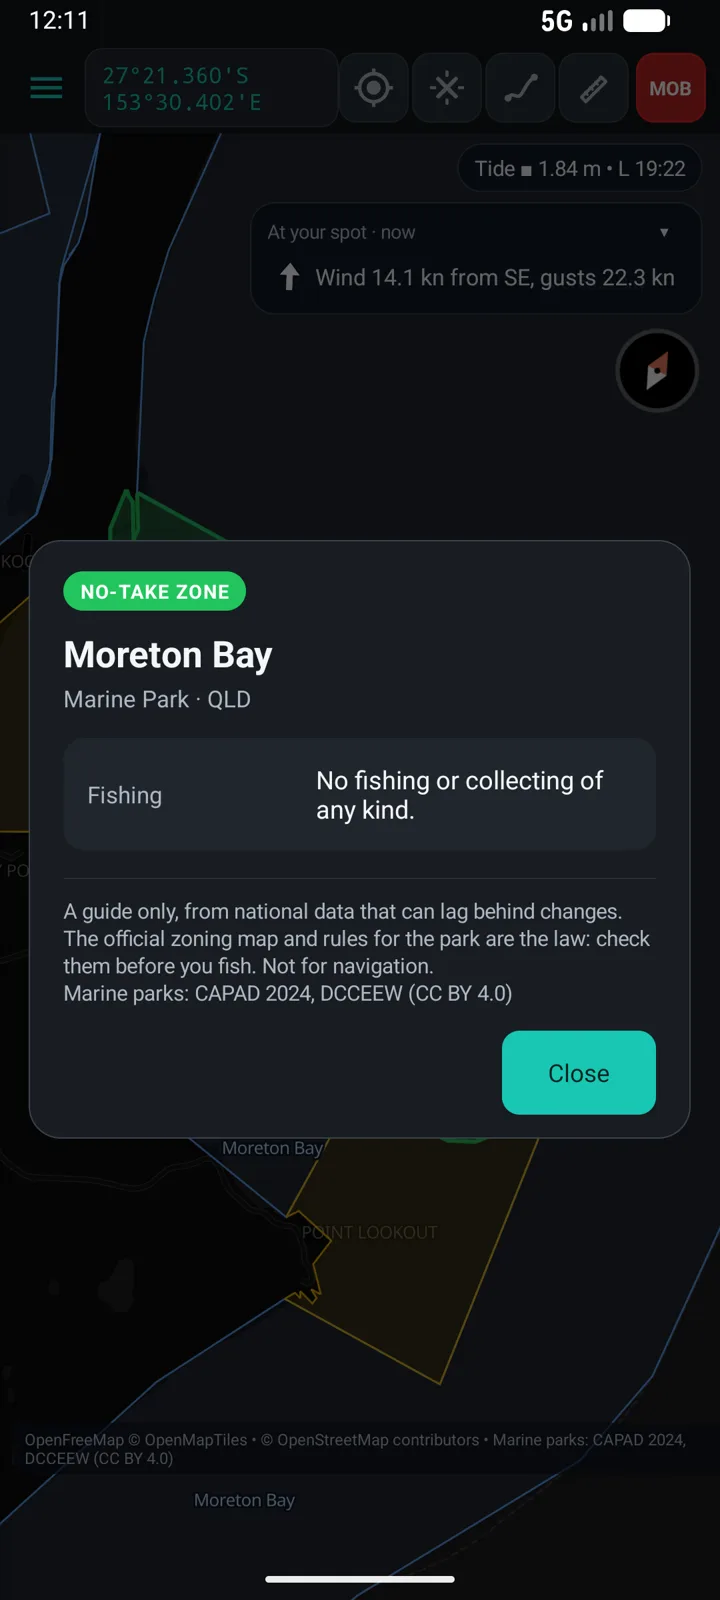 12:11
5G
27°21.360'S
153°30.402'E
MOB
Tide ■ 1.84 m • L 19:22
At your spot · now ▼
Wind 14.1 kn from SE, gusts 22.3 kn
NO-TAKE ZONE
Moreton Bay
Marine Park · QLD
Fishing
No fishing or collecting of
any kind.
A guide only, from national data that can lag behind changes.
The official zoning map and rules for the park are the law: check
them before you fish. Not for navigation.
Marine parks: CAPAD 2024, DCCEEW (CC BY 4.0)
Close
Moreton Bay
POINT LOOKOUT
OpenFreeMap © OpenMapTiles • © OpenStreetMap contributors • Marine parks: CAPAD 2024,
DCCEEW (CC BY 4.0)
Moreton Bay